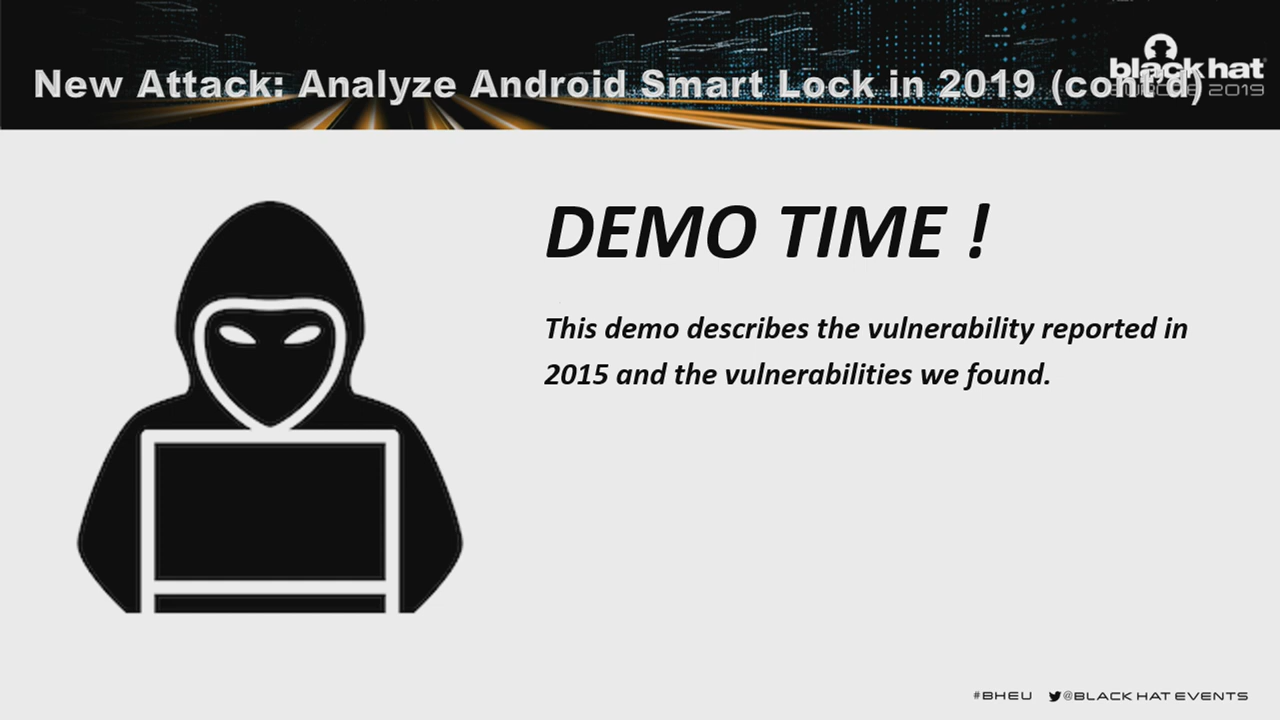 New Attack: Analyze Android Smart Lock in 2019 (cont'd)
black hat
EUROPE 2019
DEMO TIME !
This demo describes the vulnerability reported in
2015 and the vulnerabilities we found.
#BHEU @BLACK HAT EVENTS